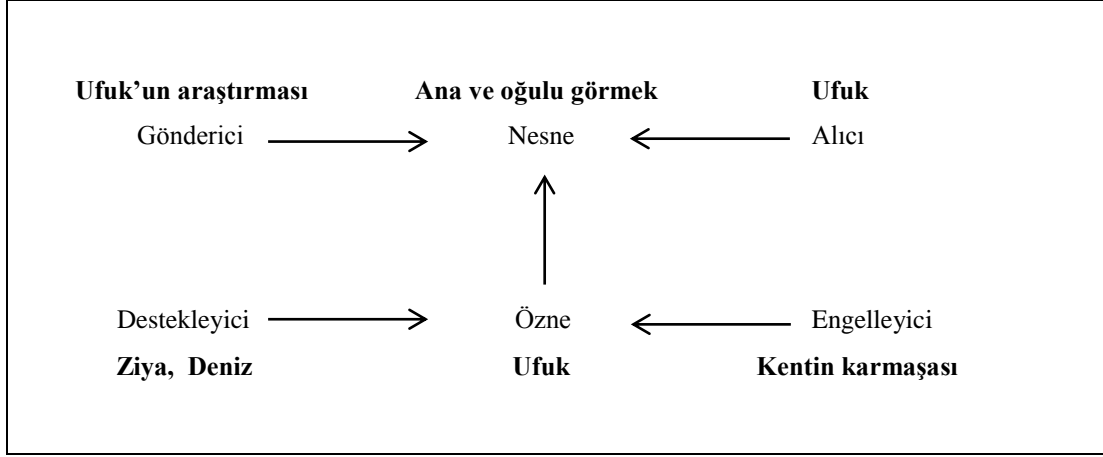 Ufuk’un araştırması Ana ve oğulu görmek Ufuk
Gönderici Nesne Alıcı
Destekleyici Özne Engelleyici
Ziya, Deniz Ufuk Kentin karmaşası